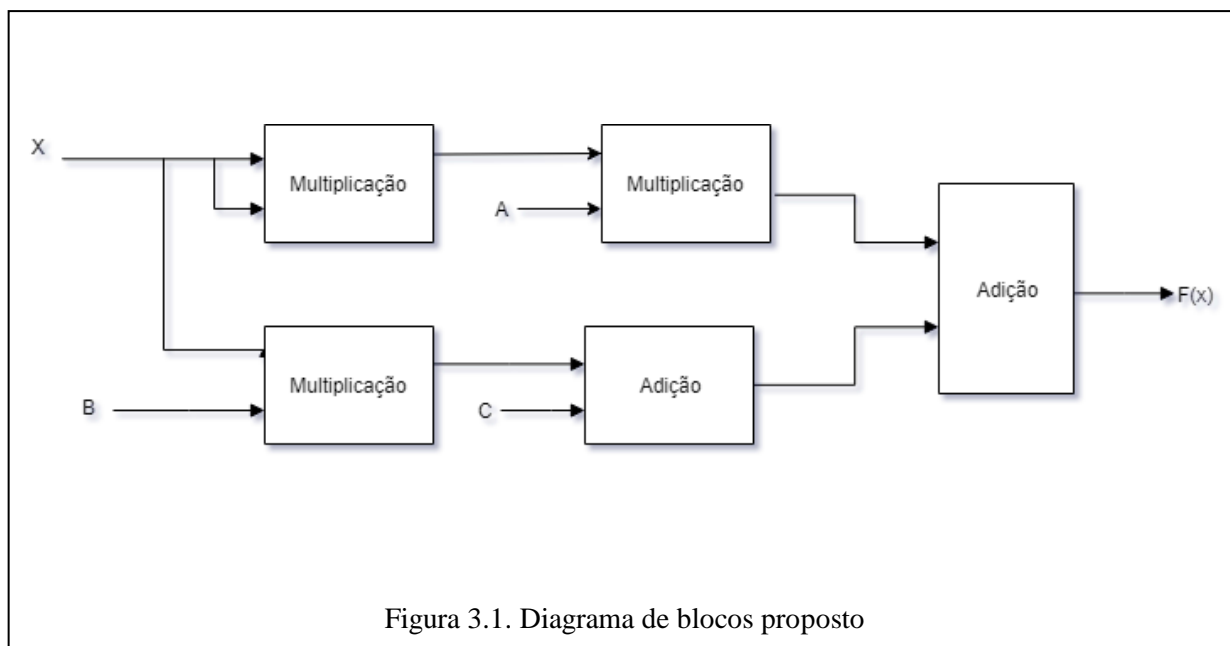 X
Multiplicação
A
Multiplicação
Adição
F(x)
B
Multiplicação
C
Adição
Figura 3.1. Diagrama de blocos proposto